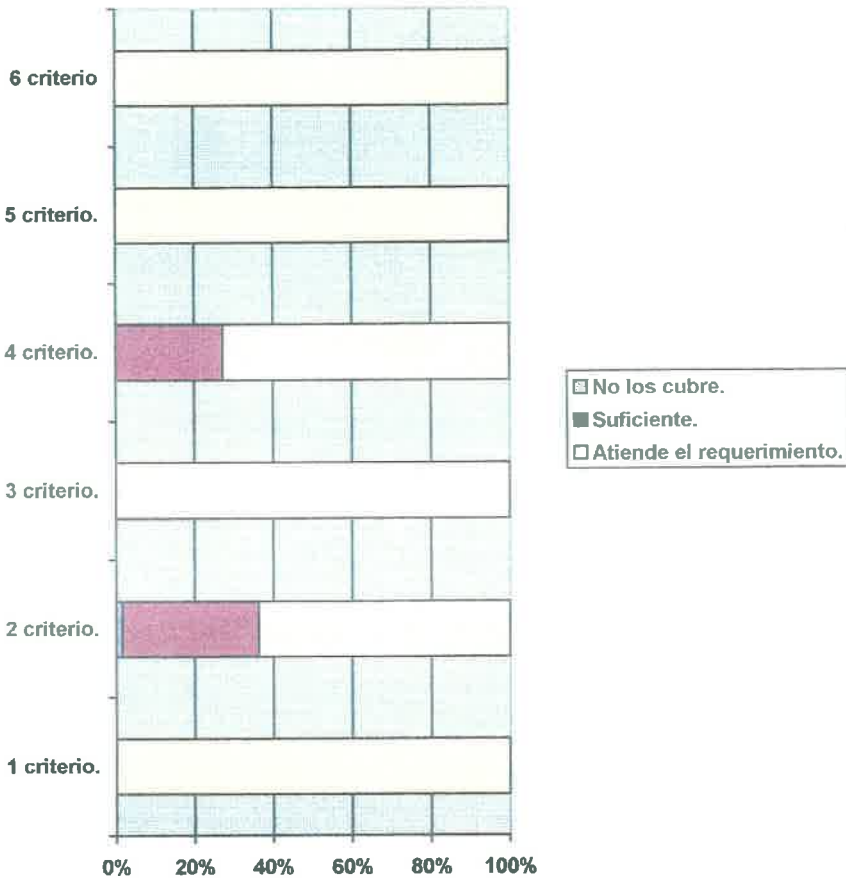 6 criterio
5 criterio.
4 criterio.
3 criterio.
2 criterio.
1 criterio.
0% 20% 40% 60% 80% 100%
No los cubre.
Suficiente.
Atiende el requerimiento.